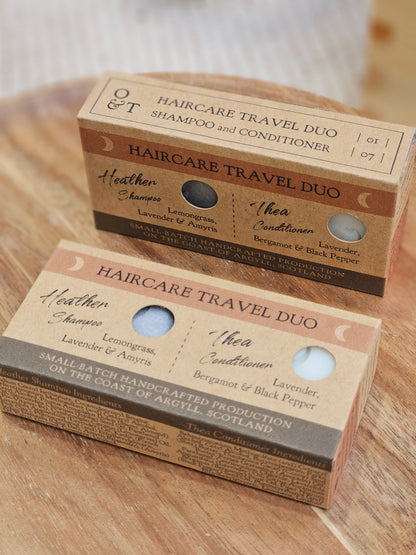 O
&T
HAIRCARE TRAVEL DUO
SHAMPOO and CONDITIONER
01
07
HAIRCARE TRAVEL DUO
Heather
Shampoo
Lemongrass,
Lavender & Amyris
Thea
Conditioner
Lavender,
Bergamot & Black Pepper
SMALL-BATCH HANDCRAFTED PRODUCTION
ON THE COAST OF ARGYLL, SCOTLAND
HAIRCARE TRAVEL DUO
Heather
Shampoo
Lemongrass,
Lavender & Amyris
Thea
Conditioner
Lavender,
Bergamot & Black Pepper
SMALL-BATCH HANDCRAFTED PRODUCTION
ON THE COAST OF ARGYLL, SCOTLAND
Heather Shampoo Ingredients
Thea Conditioner Ingredients